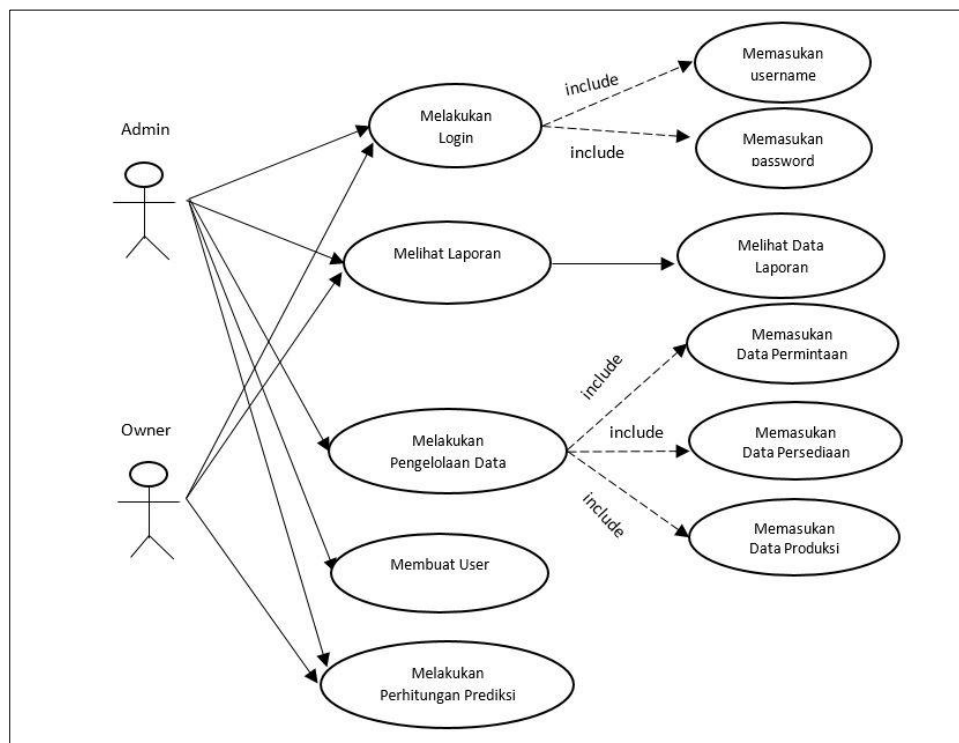 Admin
Owner
Melakukan
Login
Melihat Laporan
Melakukan
Pengelolaan Data
Membuat User
Melakukan
Perhitungan Prediksi
include
include
Memasukan
username
Memasukan
password
Melihat Data
Laporan
include
include
include
Memasukan
Data Permintaan
Memasukan
Data Persediaan
Memasukan
Data Produksi